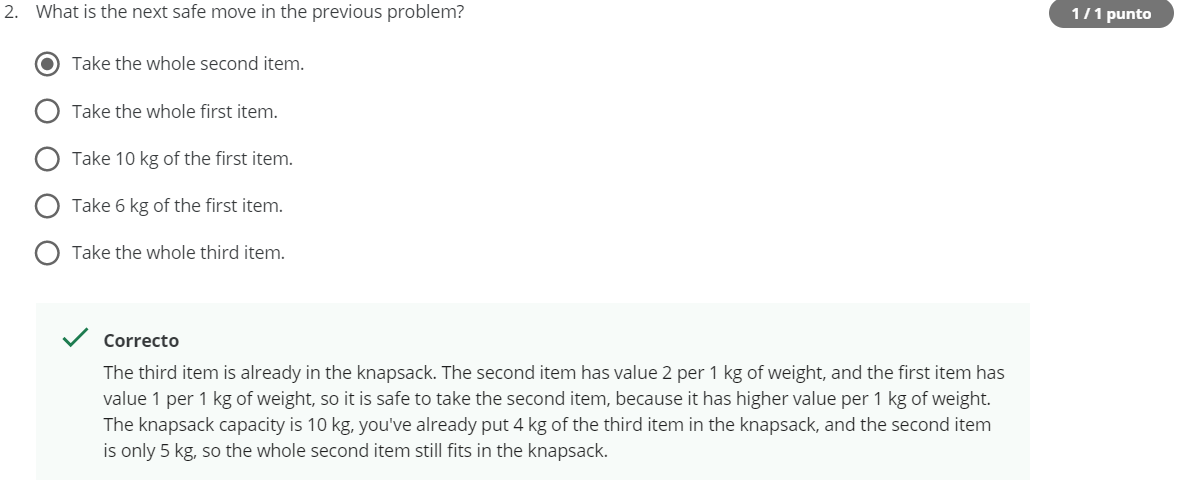 2. What is the next safe move in the previous problem?
1 / 1 punto
Take the whole second item.
Take the whole first item.
Take 10 kg of the first item.
Take 6 kg of the first item.
Take the whole third item.
Correcto
The third item is already in the knapsack. The second item has value 2 per 1 kg of weight, and the first item has
value 1 per 1 kg of weight, so it is safe to take the second item, because it has higher value per 1 kg of weight.
The knapsack capacity is 10 kg, you've already put 4 kg of the third item in the knapsack, and the second item
is only 5 kg, so the whole second item still fits in the knapsack.